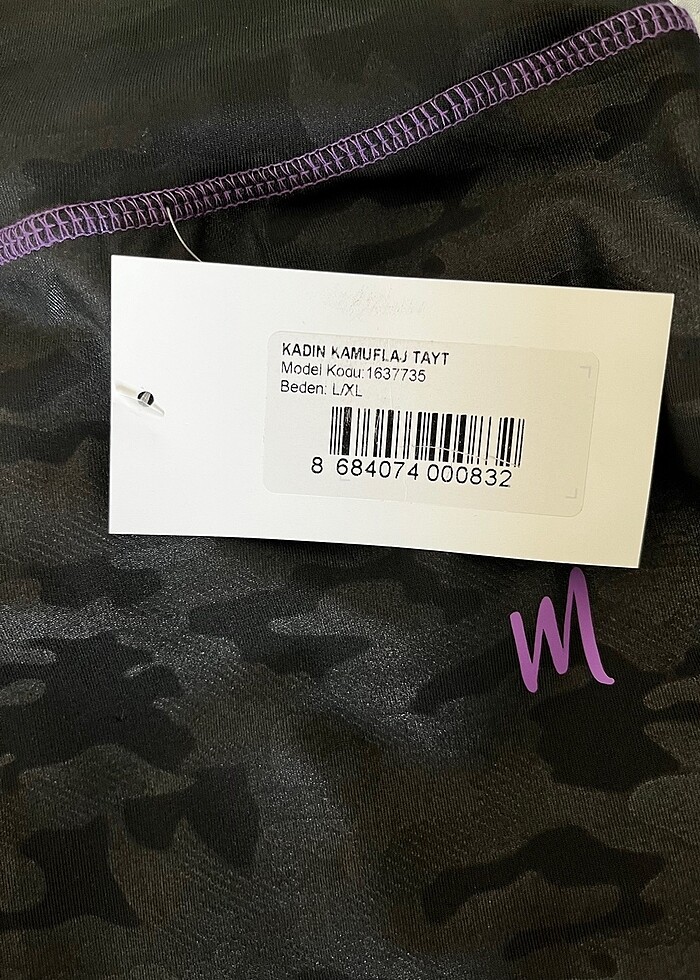 KADIN KAMUFLAJ TAYT
Model Kodu:1637735
Beden: L/XL
8 684074 000832
M